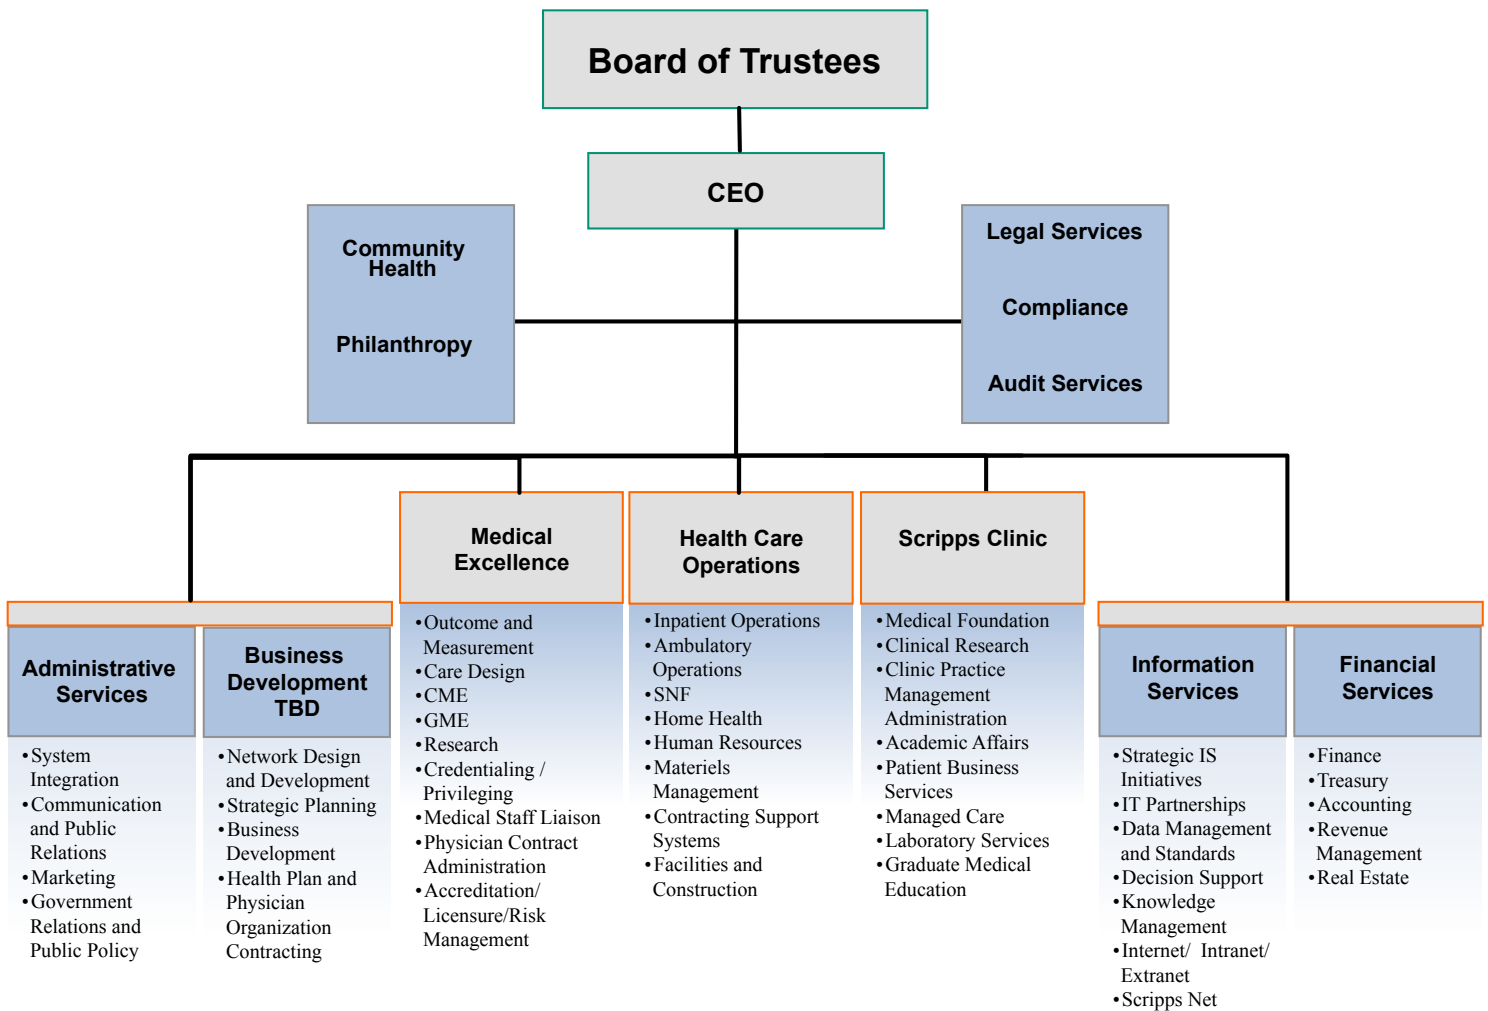 Board of Trustees
CEO
Community
Health
Philanthropy
Legal Services
Compliance
Audit Services
Administrative
Services
•System
Integration
•Communication
and Public
Relations
•Marketing
•Government
Relations and
Public Policy
Business
Development
TBD
•Network Design
and Development
•Strategic Planning
•Business
Development
•Health Plan and
Physician
Organization
Contracting
Medical
Excellence
•Outcome and
Measurement
•Care Design
•CME
•GME
•Research
•Credentialing /
Privileging
•Medical Staff Liaison
•Physician Contract
Administration
•Accreditation/
Licensure/Risk
Management
Health Care
Operations
•Inpatient Operations
•Ambulatory
Operations
•SNF
•Home Health
•Human Resources
•Materiels
Management
•Contracting Support
Systems
•Facilities and
Construction
Scripps Clinic
•Medical Foundation
•Clinical Research
•Clinic Practice
Management
Administration
•Academic Affairs
•Patient Business
Services
•Managed Care
•Laboratory Services
•Graduate Medical
Education
Information
Services
•Strategic IS
Initiatives
•IT Partnerships
•Data Management
and Standards
•Decision Support
•Knowledge
Management
•Internet/ Intranet/
Extranet
•Scripps Net
Financial
Services
•Finance
•Treasury
•Accounting
•Revenue
Management
•Real Estate